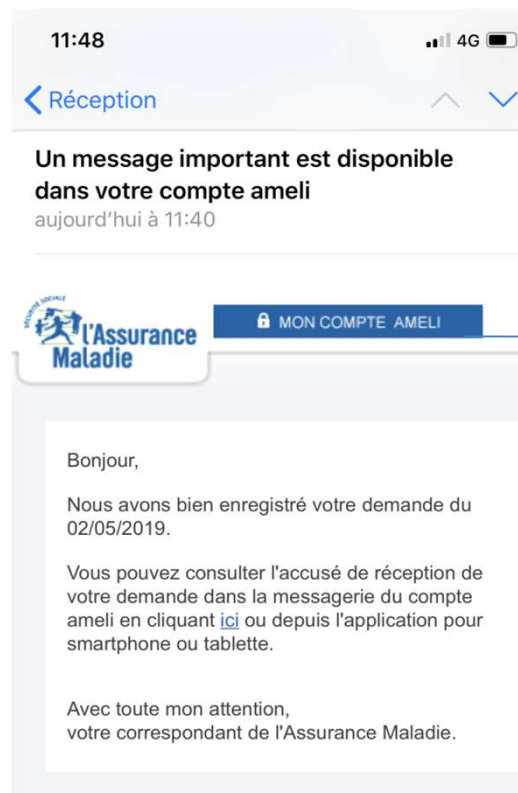 11:48
4G
Réception
Un message important est disponible
dans votre compte ameli
aujourd'hui à 11:40
SÉCURITÉ SOCIALE
l'Assurance
Maladie
MON COMPTE AMELI
Bonjour,
Nous avons bien enregistré votre demande du
02/05/2019.
Vous pouvez consulter l'accusé de réception de
votre demande dans la messagerie du compte
ameli en cliquant ici ou depuis l'application pour
smartphone ou tablette.
Avec toute mon attention,
votre correspondant de l'Assurance Maladie.